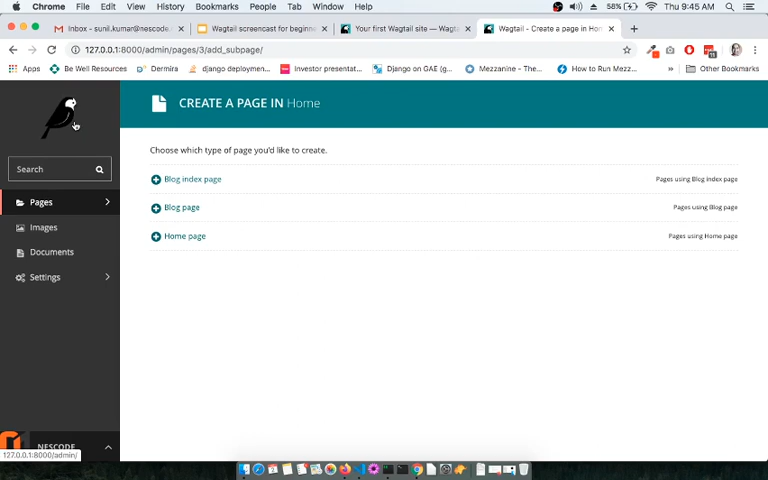 Chrome File Edit View History Bookmarks People Tab Window Help 58% Thu 9:45 AM
Inbox - sunil.kumar@nescode. Wagtail screencast for beginne Your first Wagtail site — Wagta Wagtail - Create a page in Hom
127.0.0.1:8000/admin/pages/3/add_subpage/
Apps Be Well Resources Dermira django deploymen... Investor presentat... Django on GAE (g... Mezzanine - The... How to Run Mezz... » Other Bookmarks
CREATE A PAGE IN Home
Choose which type of page you'd like to create.
Search
Blog index page Pages using Blog index page
Pages
Blog page Pages using Blog page
Images
Home page Pages using Home page
Documents
Settings
NESCODE
127.0.0.1:8000/admin/